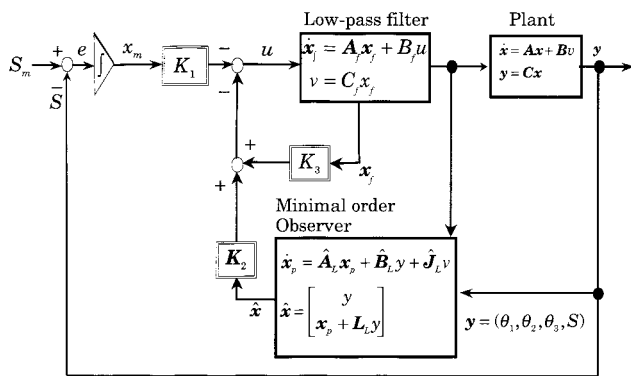 Low-pass filter
Plant
S_m
+
e
∫
x_m
K_1
−
u
ẋ_f = A_f x_f + B_f u
v = C_f x_f
ẋ = Ax + Bv
y = Cx
y
−
S
−
+
K_3
x_f
+
Minimal order
Observer
K_2
ẋ_p = Â_L x_p + B̂_L y + Ĵ_L v
x̂
x̂ = [ y
x_p + L_L y ]
y = (θ_1, θ_2, θ_3, S)